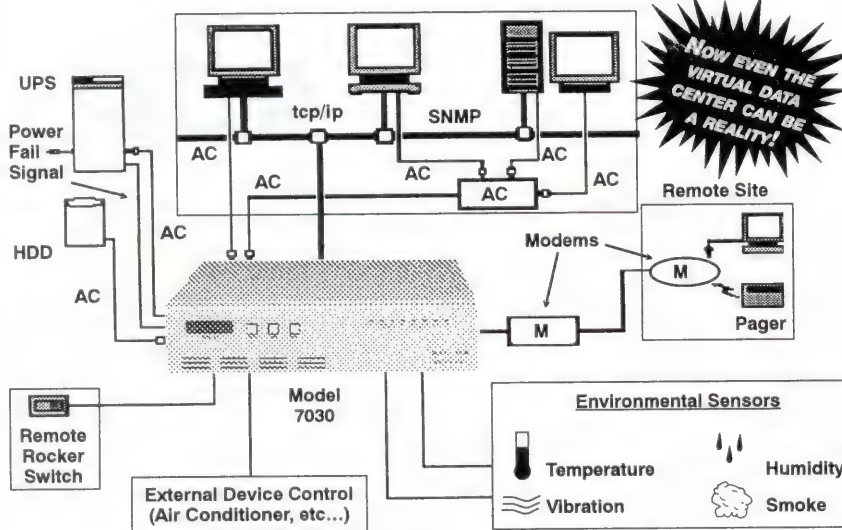 NOW EVEN THE
VIRTUAL DATA
CENTER CAN BE
A REALITY!
UPS
Power
Fail
Signal
HDD
AC
AC
tcp/ip
SNMP
AC
AC
AC
AC
AC
Remote Site
Modems
M
M
Pager
Model
7030
Remote
Rocker
Switch
External Device Control
(Air Conditioner, etc...)
Environmental Sensors
Temperature
Humidity
Vibration
Smoke